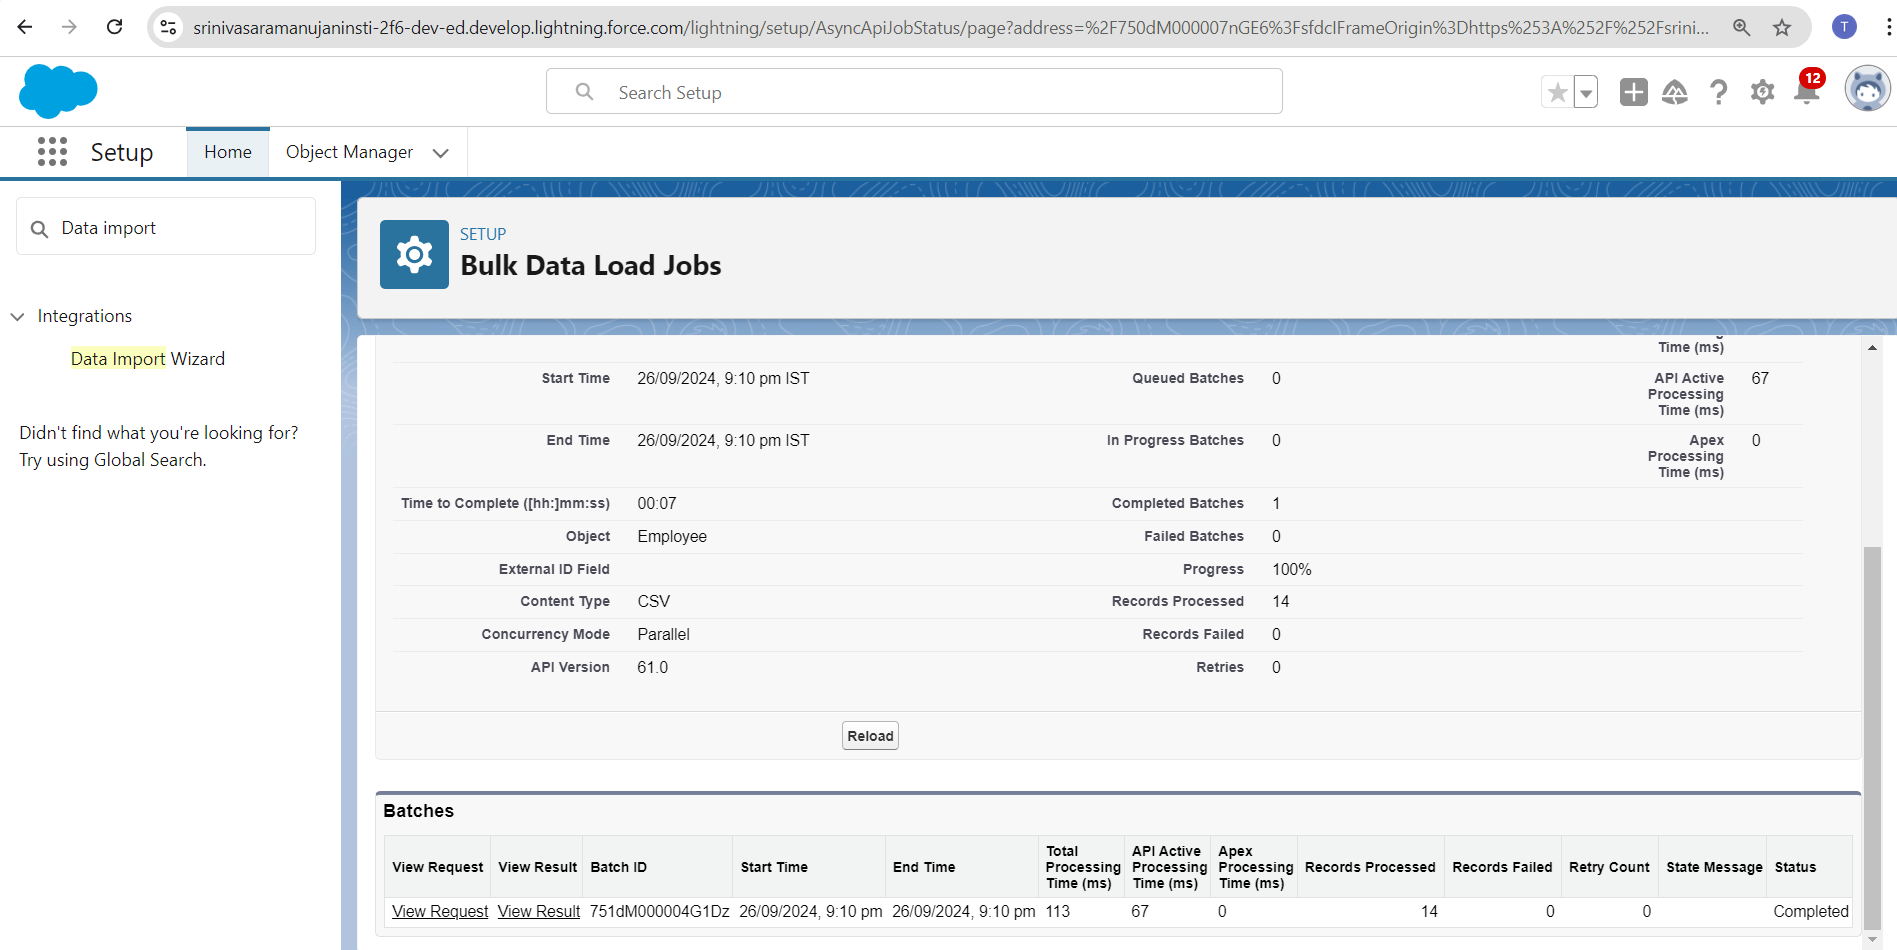 srinivasaramanujaninsti-2f6-dev-ed.develop.lightning.force.com/lightning/setup/AsyncApiJobStatus/page?address=%2F750dM000007nGE6%3FsfdcIFrameOrigin%3Dhttps%253A%252F%252Fsrini...
T
Search Setup
12
Setup
Home
Object Manager
Data import
Integrations
Data Import Wizard
Didn't find what you're looking for?
Try using Global Search.
SETUP
Bulk Data Load Jobs
Time (ms)
Start Time 26/09/2024, 9:10 pm IST Queued Batches 0 API Active Processing Time (ms) 67
End Time 26/09/2024, 9:10 pm IST In Progress Batches 0 Apex Processing Time (ms) 0
Time to Complete ([hh:]mm:ss) 00:07 Completed Batches 1
Object Employee Failed Batches 0
External ID Field Progress 100%
Content Type CSV Records Processed 14
Concurrency Mode Parallel Records Failed 0
API Version 61.0 Retries 0
Reload
Batches
View Request View Result Batch ID Start Time End Time Total Processing Time (ms) API Active Processing Time (ms) Apex Processing Time (ms) Records Processed Records Failed Retry Count State Message Status
View Request View Result 751dM000004G1Dz 26/09/2024, 9:10 pm 26/09/2024, 9:10 pm 113 67 0 14 0 0 Completed